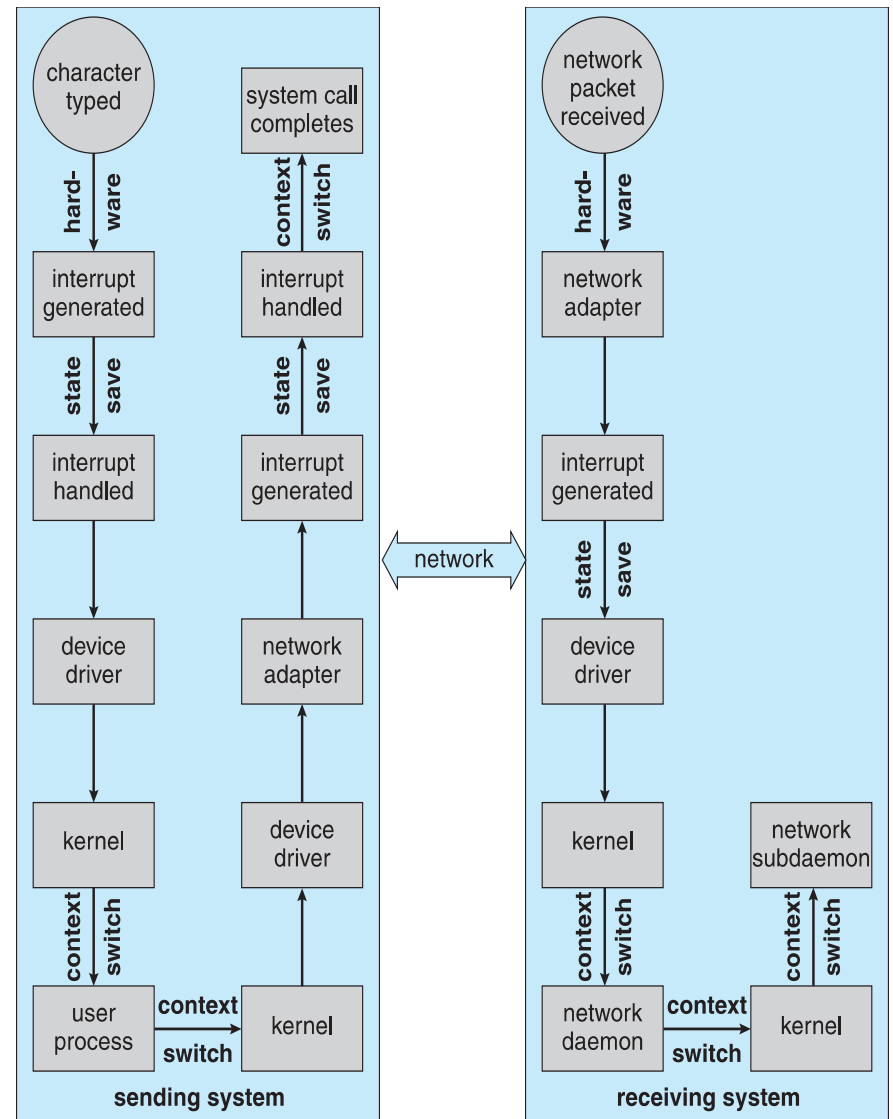 character
typed
hard-
ware
interrupt
generated
state
save
interrupt
handled
device
driver
kernel
context
switch
user
process
context
switch
kernel
device
driver
network
adapter
interrupt
generated
state
save
interrupt
handled
context
switch
system call
completes
sending system
network
network
packet
received
hard-
ware
network
adapter
interrupt
generated
state
save
device
driver
kernel
context
switch
network
daemon
context
switch
kernel
context
switch
network
subdaemon
receiving system